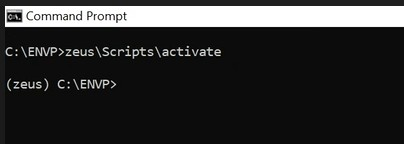 Command Prompt
C:\ENVP>zeus\Scripts\activate
(zeus) C:\ENVP>